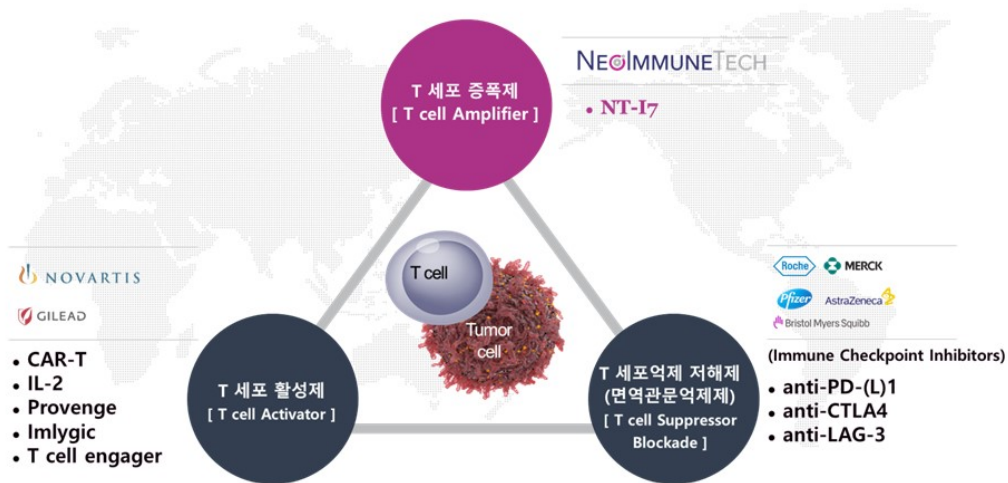 T 세포 증폭제
[ T cell Amplifier ]
NEOIMMUNETECH
• NT-I7
NOVARTIS
GILEAD
• CAR-T
• IL-2
• Provenge
• Imlygic
• T cell engager
T 세포 활성제
[ T cell Activator ]
T cell
Tumor
cell
T 세포억제 저해제
(면역관문억제제)
[ T cell Suppressor
Blockade ]
Roche MERCK
Pfizer AstraZeneca
Bristol Myers Squibb
(Immune Checkpoint Inhibitors)
• anti-PD-(L)1
• anti-CTLA4
• anti-LAG-3